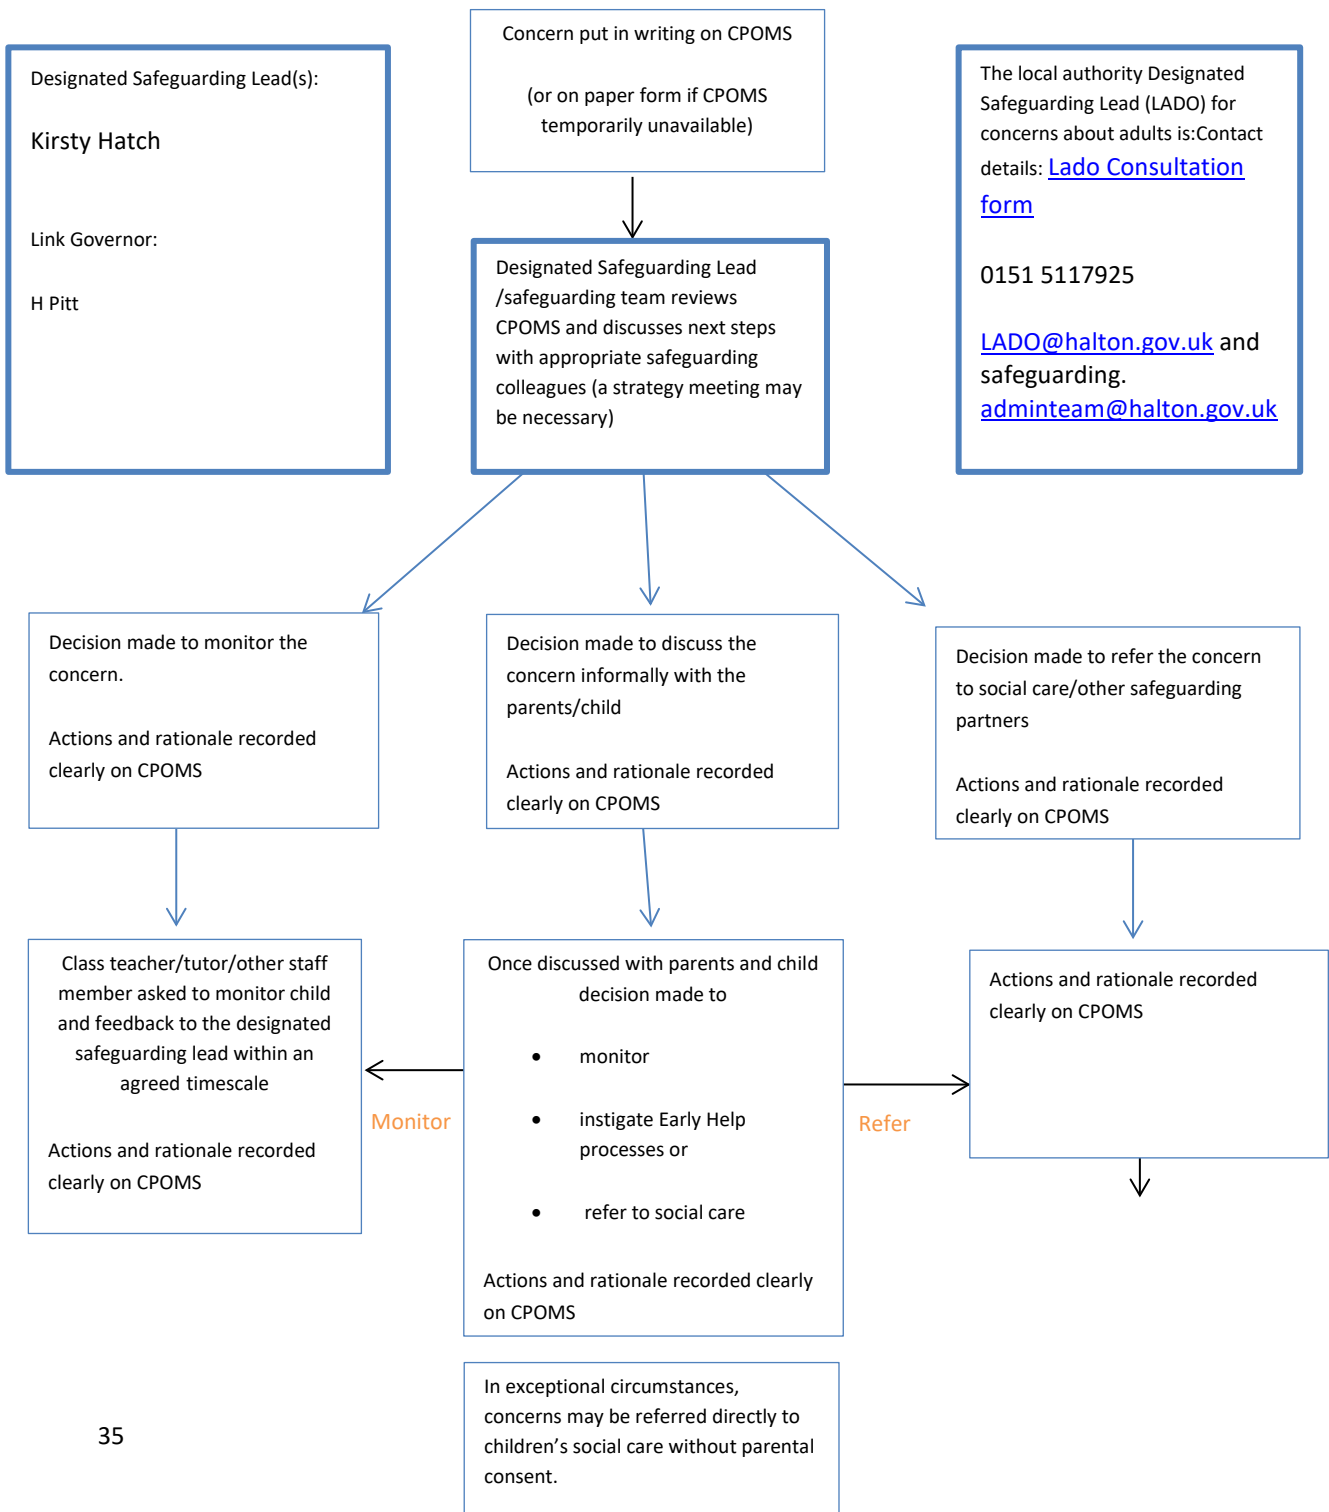 Concern put in writing on CPOMS
(or on paper form if CPOMS
temporarily unavailable)
Designated Safeguarding Lead(s):
Kirsty Hatch
Link Governor:
H Pitt
The local authority Designated
Safeguarding Lead (LADO) for
concerns about adults is:Contact
details: Lado Consultation
form
0151 5117925
LADO@halton.gov.uk and
safeguarding.
adminteam@halton.gov.uk
Designated Safeguarding Lead
/safeguarding team reviews
CPOMS and discusses next steps
with appropriate safeguarding
colleagues (a strategy meeting may
be necessary)
Decision made to monitor the
concern.
Actions and rationale recorded
clearly on CPOMS
Decision made to discuss the
concern informally with the
parents/child
Actions and rationale recorded
clearly on CPOMS
Decision made to refer the concern
to social care/other safeguarding
partners
Actions and rationale recorded
clearly on CPOMS
Class teacher/tutor/other staff
member asked to monitor child
and feedback to the designated
safeguarding lead within an
agreed timescale
Actions and rationale recorded
clearly on CPOMS
Monitor
Once discussed with parents and child
decision made to
• monitor
• instigate Early Help
processes or
• refer to social care
Actions and rationale recorded clearly
on CPOMS
Refer
Actions and rationale recorded
clearly on CPOMS
In exceptional circumstances,
concerns may be referred directly to
children’s social care without parental
consent.
35